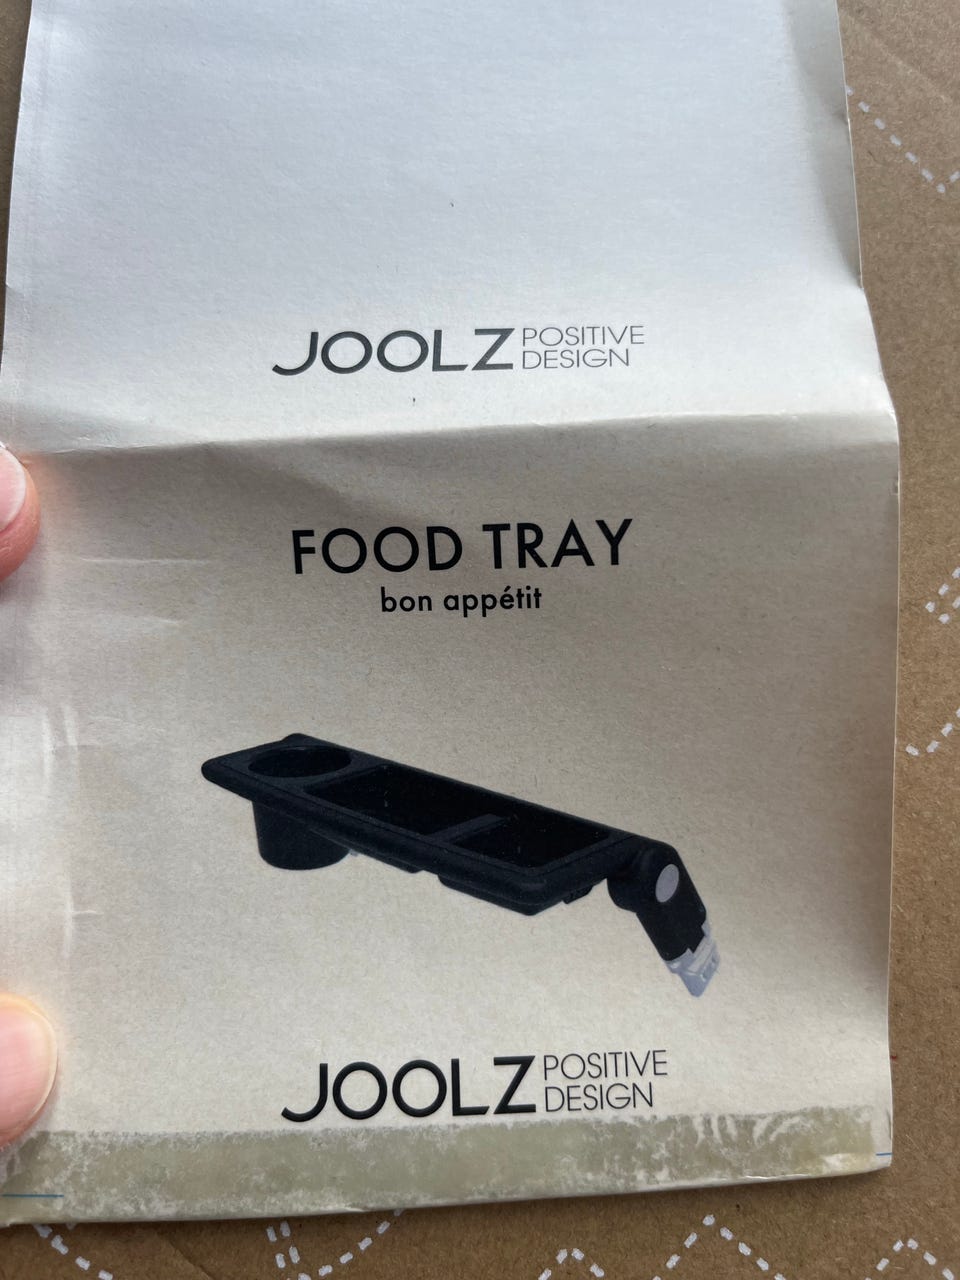 JOOLZ POSITIVE DESIGN
FOOD TRAY
bon appétit
JOOLZ POSITIVE DESIGN